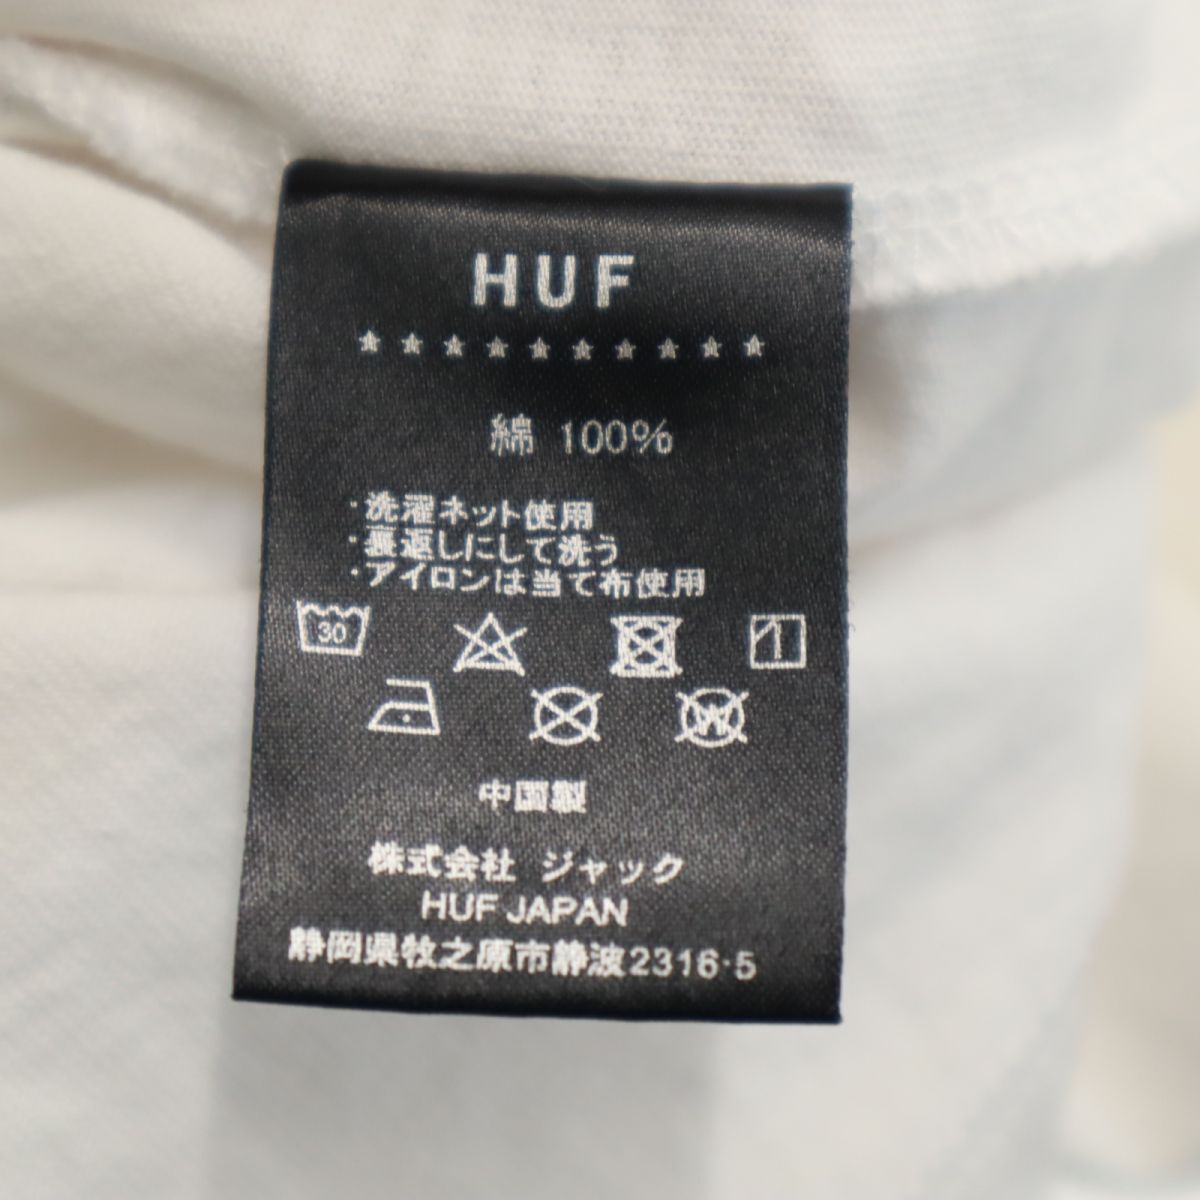 HUF
★★★★★★★★★★
綿 100%
・洗濯ネット使用
・裏返しにして洗う
・アイロンは当て布使用
30
W
中国製
株式会社 ジャック
HUF JAPAN
静岡県牧之原市静波2316-5